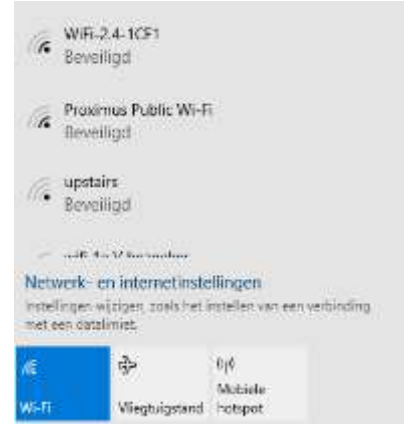 WiFi-2.4-1CF1
Beveiligd
Proximus Public Wi-Fi
Beveiligd
upstairs
Beveiligd
Netwerk- en internetinstellingen
Instellingen wijzigen, zoals het instellen van een verbinding
met een datalimiet.
Wi-Fi
Vliegtuigstand
Mobiele
hotspot